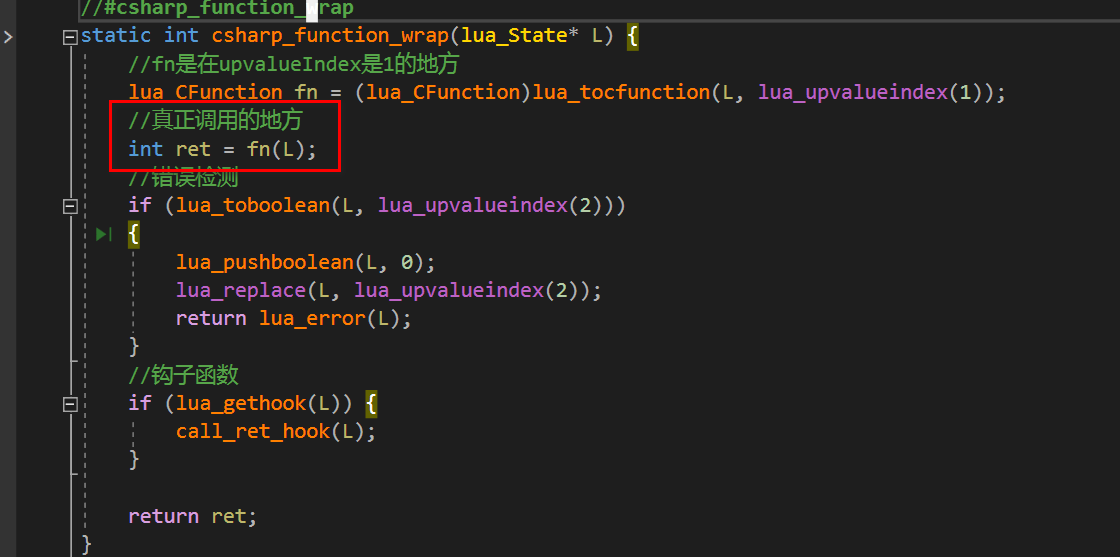 //#csharp_function_wrap
static int csharp_function_wrap(lua_State* L) {
//fn是在upvalueIndex是1的地方
lua_CFunction fn = (lua_CFunction)lua_tocfunction(L, lua_upvalueindex(1));
//真正调用的地方
int ret = fn(L);
//错误检测
if (lua_toboolean(L, lua_upvalueindex(2)))
{
lua_pushboolean(L, 0);
lua_replace(L, lua_upvalueindex(2));
return lua_error(L);
}
//钩子函数
if (lua_gethook(L)) {
call_ret_hook(L);
}
return ret;
}